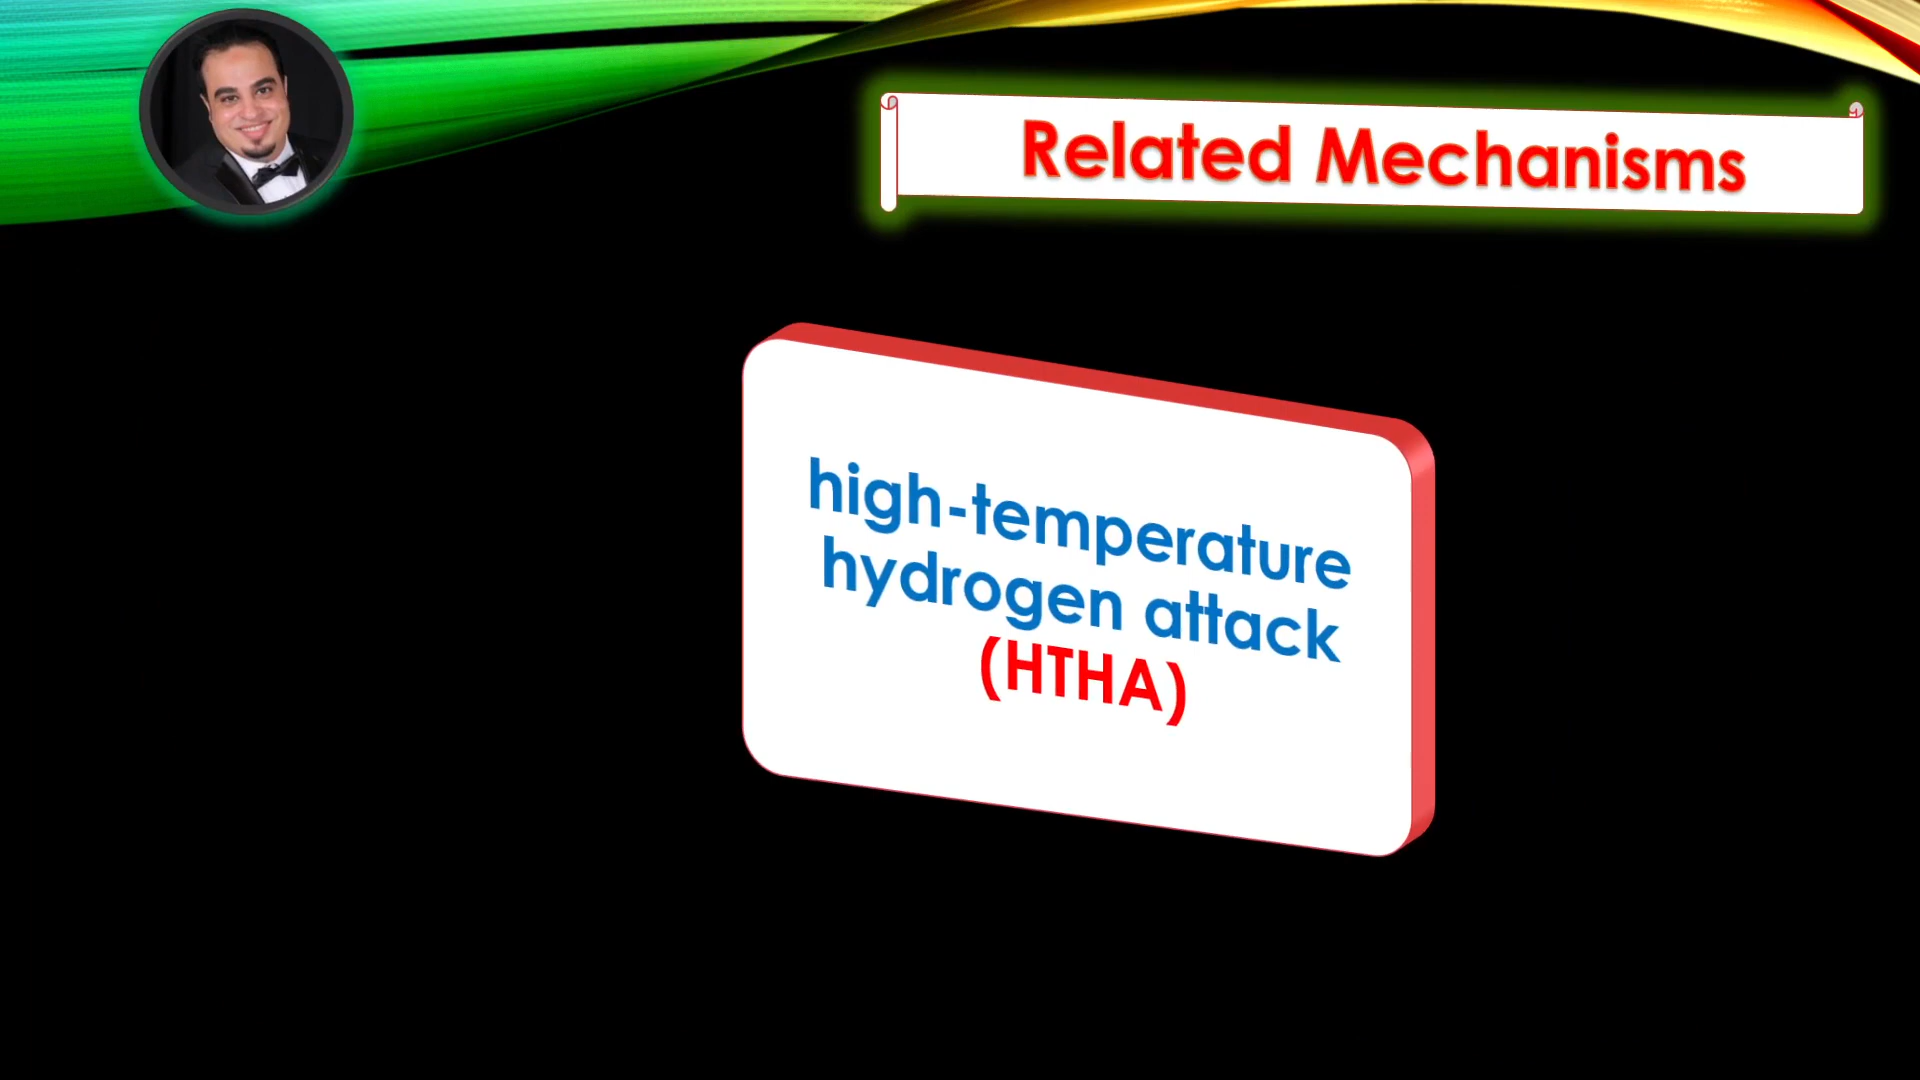 Related Mechanisms
high-temperature
hydrogen attack
(HTHA)